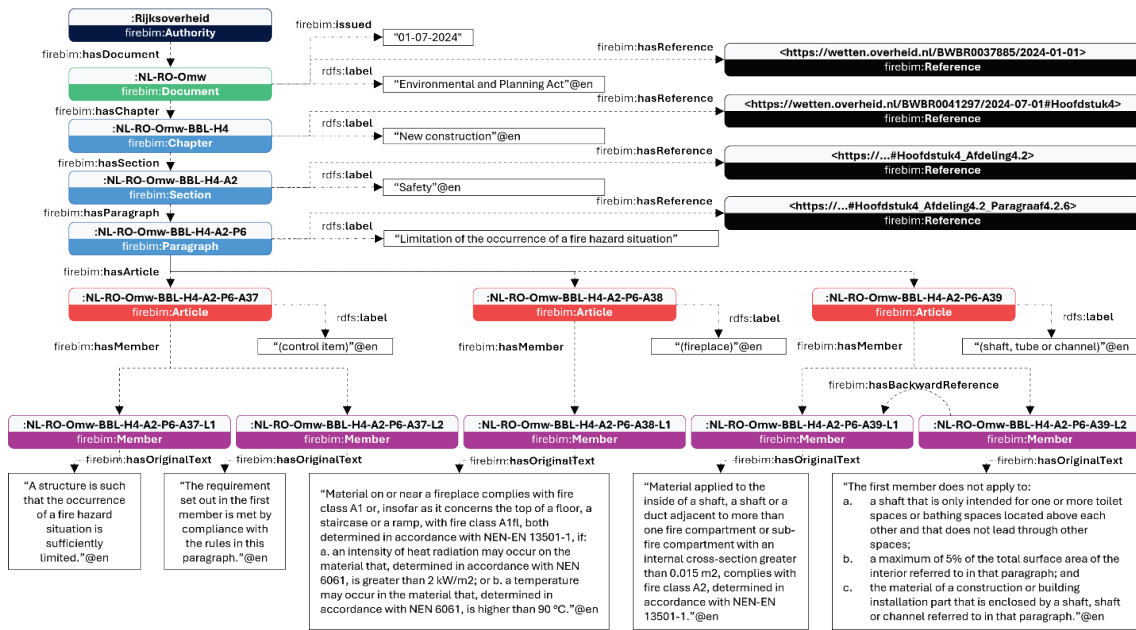 :Rijksoverheid
firebim:Authority
firebim:issued
"01-07-2024"
firebim:hasDocument
firebim:hasReference
<https://wetten.overheid.nl/BWBR0037885/2024-01-01>
firebim:Reference
:NL-RO-Omw
firebim:Document
rdfs:label
“Environmental and Planning Act”@en
firebim:hasChapter
firebim:hasReference
<https://wetten.overheid.nl/BWBR0041297/2024-07-01#Hoofdstuk4>
firebim:Reference
:NL-RO-Omw-BBL-H4
firebim:Chapter
rdfs:label
“New construction”@en
firebim:hasSection
firebim:hasReference
<https://...#Hoofdstuk4_Afdeling4.2>
firebim:Reference
:NL-RO-Omw-BBL-H4-A2
firebim:Section
rdfs:label
“Safety”@en
firebim:hasParagraph
firebim:hasReference
<https://...#Hoofdstuk4_Afdeling4.2_Paragraaf4.2.6>
firebim:Reference
:NL-RO-Omw-BBL-H4-A2-P6
firebim:Paragraph
rdfs:label
“Limitation of the occurrence of a fire hazard situation”
firebim:hasArticle
:NL-RO-Omw-BBL-H4-A2-P6-A37
firebim:Article
rdfs:label
“(control item)”@en
firebim:hasMember
:NL-RO-Omw-BBL-H4-A2-P6-A38
firebim:Article
rdfs:label
“(fireplace)”@en
firebim:hasMember
:NL-RO-Omw-BBL-H4-A2-P6-A39
firebim:Article
rdfs:label
“(shaft, tube or channel)”@en
firebim:hasMember
firebim:hasBackwardReference
:NL-RO-Omw-BBL-H4-A2-P6-A37-L1
firebim:Member
firebim:hasOriginalText
“A structure is such
that the occurrence
of a fire hazard
situation is
sufficiently
limited.”@en
:NL-RO-Omw-BBL-H4-A2-P6-A37-L2
firebim:Member
firebim:hasOriginalText
“The requirement
set out in the first
member is met by
compliance with
the rules in this
paragraph.”@en
:NL-RO-Omw-BBL-H4-A2-P6-A38-L1
firebim:Member
firebim:hasOriginalText
“Material on or near a fireplace complies with fire
class A1 or, insofar as it concerns the top of a floor, a
staircase or a ramp, with fire class A1fl, both
determined in accordance with NEN-EN 13501-1, if:
a. an intensity of heat radiation may occur on the
material that, determined in accordance with NEN
6061, is greater than 2 kW/m2; or b. a temperature
may occur in the material that, determined in
accordance with NEN 6061, is higher than 90 ºC.”@en
:NL-RO-Omw-BBL-H4-A2-P6-A39-L1
firebim:Member
firebim:hasOriginalText
“Material applied to the
inside of a shaft, a shaft or a
duct adjacent to more than
one fire compartment or sub-
fire compartment with an
internal cross-section greater
than 0.015 m2, complies with
fire class A2, determined in
accordance with NEN-EN
13501-1.”@en
:NL-RO-Omw-BBL-H4-A2-P6-A39-L2
firebim:Member
firebim:hasOriginalText
“The first member does not apply to:
a. a shaft that is only intended for one or more toilet
spaces or bathing spaces located above each
other and that does not lead through other
spaces;
b. a maximum of 5% of the total surface area of the
interior referred to in that paragraph; and
c. the material of a construction or building
installation part that is enclosed by a shaft, shaft
or channel referred to in that paragraph.”@en